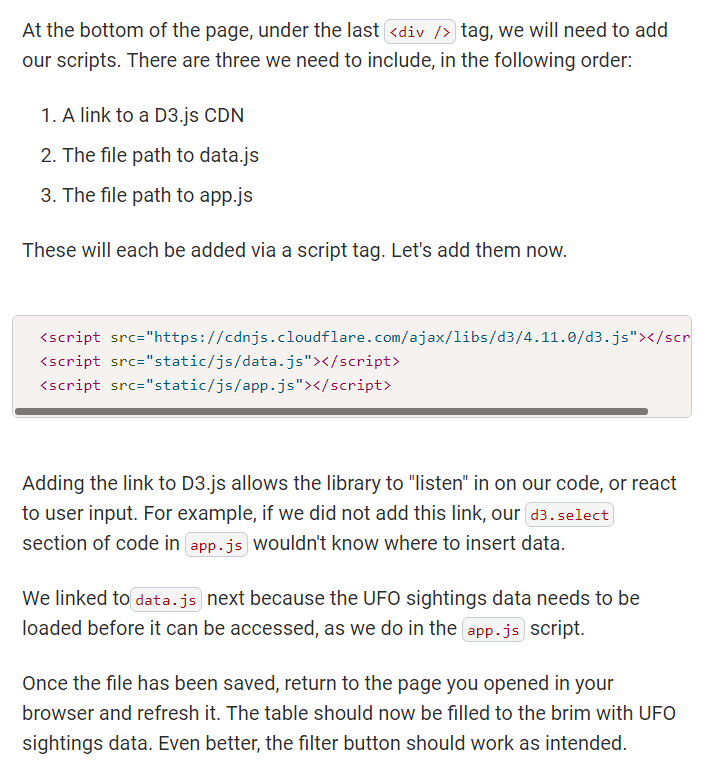 At the bottom of the page, under the last <div /> tag, we will need to add
our scripts. There are three we need to include, in the following order:
1. A link to a D3.js CDN
2. The file path to data.js
3. The file path to app.js
These will each be added via a script tag. Let's add them now.
<script src="https://cdnjs.cloudflare.com/ajax/libs/d3/4.11.0/d3.js"></scr
<script src="static/js/data.js"></script>
<script src="static/js/app.js"></script>
Adding the link to D3.js allows the library to "listen" in on our code, or react
to user input. For example, if we did not add this link, our d3.select
section of code in app.js wouldn't know where to insert data.
We linked to data.js next because the UFO sightings data needs to be
loaded before it can be accessed, as we do in the app.js script.
Once the file has been saved, return to the page you opened in your
browser and refresh it. The table should now be filled to the brim with UFO
sightings data. Even better, the filter button should work as intended.